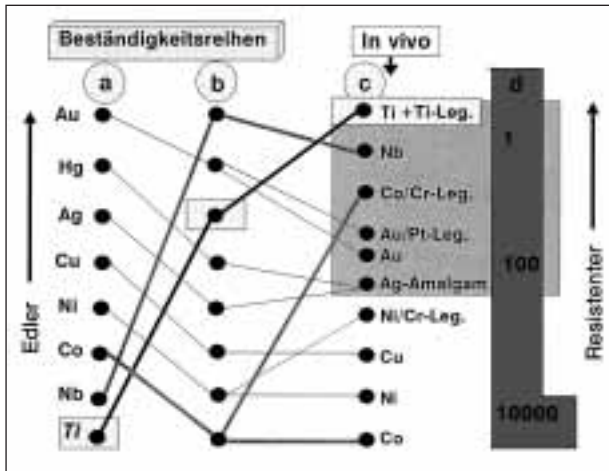 Beständigkeitsreihen
In vivo
a
b
c
d
Au
Hg
Ag
Cu
Ni
Co
Nb
Ti
Edler
Ti +Ti-Leg.
Nb
Co/Cr-Leg.
Au/Pt-Leg.
Au
Ag-Amalgam
Ni/Cr-Leg.
Cu
Ni
Co
1
100
10000
Resistenter